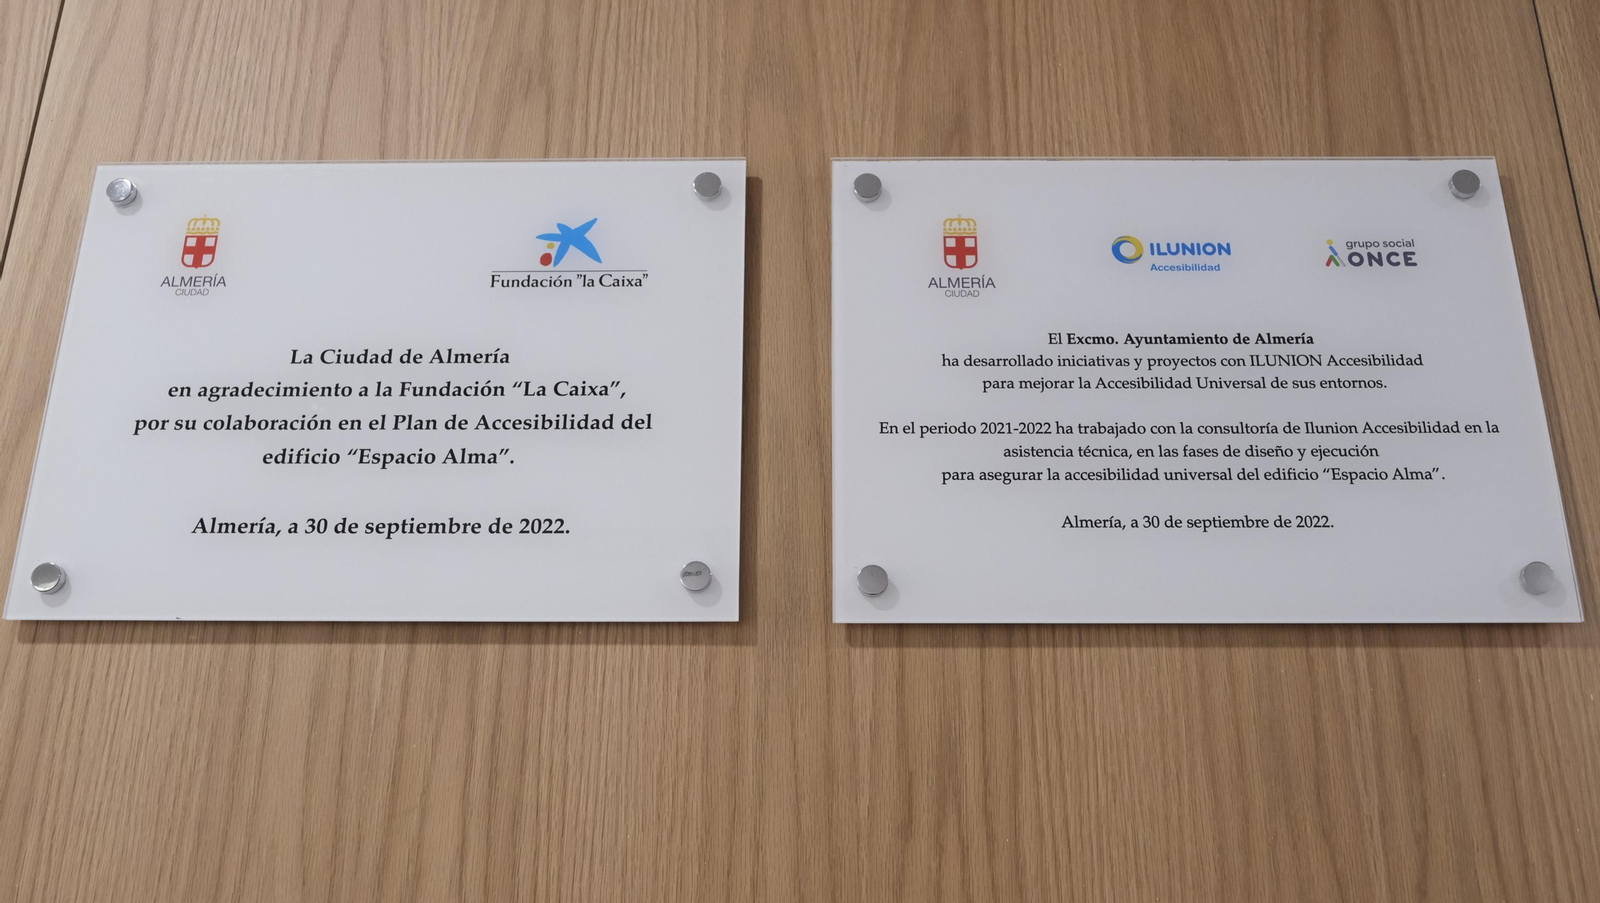 ALMERÍA
CIUDAD
Fundación "la Caixa"
La Ciudad de Almería
en agradecimiento a la Fundación “La Caixa”,
por su colaboración en el Plan de Accesibilidad del
edificio “Espacio Alma”.
Almería, a 30 de septiembre de 2022.
ALMERÍA
CIUDAD
ILUNION
Accesibilidad
grupo social
ONCE
El Excmo. Ayuntamiento de Almería
ha desarrollado iniciativas y proyectos con ILUNION Accesibilidad
para mejorar la Accesibilidad Universal de sus entornos.
En el periodo 2021-2022 ha trabajado con la consultoría de Ilunion Accesibilidad en la
asistencia técnica, en las fases de diseño y ejecución
para asegurar la accesibilidad universal del edificio “Espacio Alma”.
Almería, a 30 de septiembre de 2022.